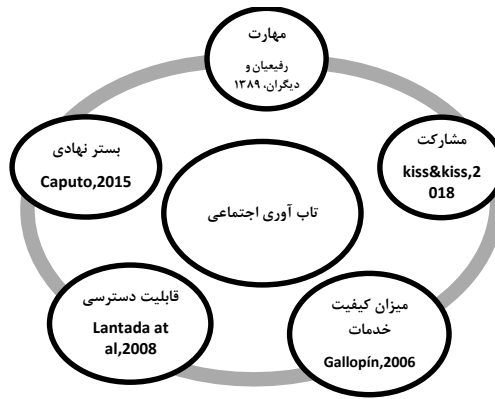 مهارت
رفیعیان و
دیگران، ۱۳۸۹
مشارکت
kiss&kiss,2
018
بستر نهادی
Caputo,2015
تاب آوری اجتماعی
قابلیت دسترسی
Lantada at
al,2008
میزان کیفیت
خدمات
Gallopín,2006